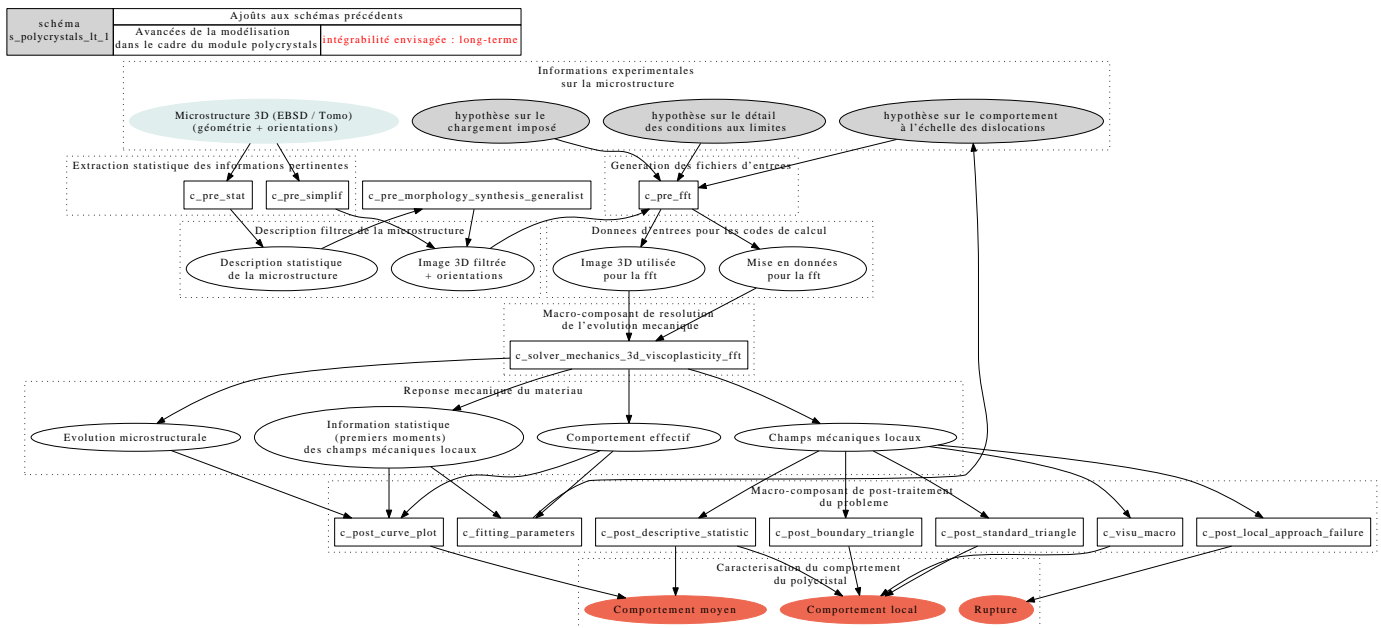 schéma
s_polycrystals_lt_1
Ajoûts aux schémas précédents
Avancées de la modélisation
dans le cadre du module polycrystals
intégrabilité envisagée : long-terme
Informations experimentales
sur la microstructure
Microstructure 3D (EBSD / Tomo)
(géométrie + orientations)
hypothèse sur le
chargement imposé
hypothèse sur le détail
des conditions aux limites
hypothèse sur le comportement
à l'échelle des dislocations
Extraction statistique des informations pertinentes
Generation des fichiers d'entrees
c_pre_stat
c_pre_simplif
c_pre_morphology_synthesis_generalist
c_pre_fft
Description filtree de la microstructure
Donnees d'entrees pour les codes de calcul
Description statistique
de la microstructure
Image 3D filtrée
+ orientations
Image 3D utilisée
pour la fft
Mise en données
pour la fft
Macro-composant de resolution
de l'evolution mecanique
c_solver_mechanics_3d_viscoplasticity_fft
Reponse mecanique du materiau
Evolution microstructurale
Information statistique
(premiers moments)
des champs mécaniques locaux
Comportement effectif
Champs mécaniques locaux
Macro-composant de post-traitement
du probleme
c_post_curve_plot
c_fitting_parameters
c_post_descriptive_statistic
c_post_boundary_triangle
c_post_standard_triangle
c_visu_macro
c_post_local_approach_failure
Caracterisation du comportement
du polycristal
Comportement moyen
Comportement local
Rupture